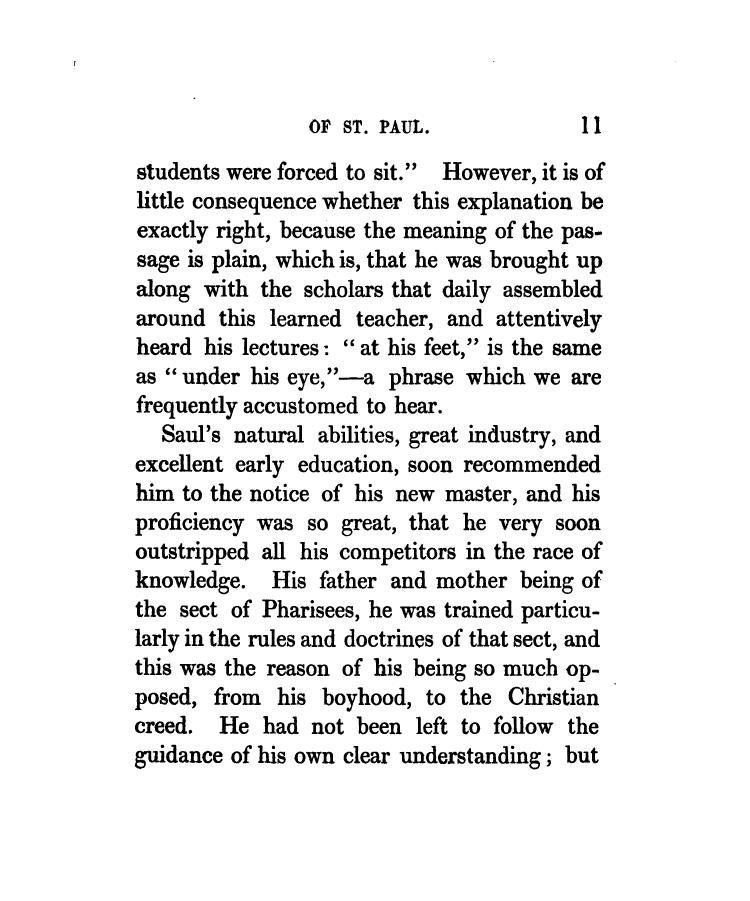 OF ST. PAUL. 11
students were forced to sit.” However, it is of
little consequence whether this explanation be
exactly right, because the meaning of the pas-
sage is plain, which is, that he was brought up
along with the scholars that daily assembled
around this learned teacher, and attentively
heard his lectures: “at his feet,” is the same
as “under his eye,”—a phrase which we are
frequently accustomed to hear.
Saul’s natural abilities, great industry, and
excellent early education, soon recommended
him to the notice of his new master, and his
proficiency was so great, that he very soon
outstripped all his competitors in the race of
knowledge. His father and mother being of
the sect of Pharisees, he was trained particu-
larly in the rules and doctrines of that sect, and
this was the reason of his being so much op-
posed, from his boyhood, to the Christian
creed. He had not been left to follow the
guidance of his own clear understanding; but